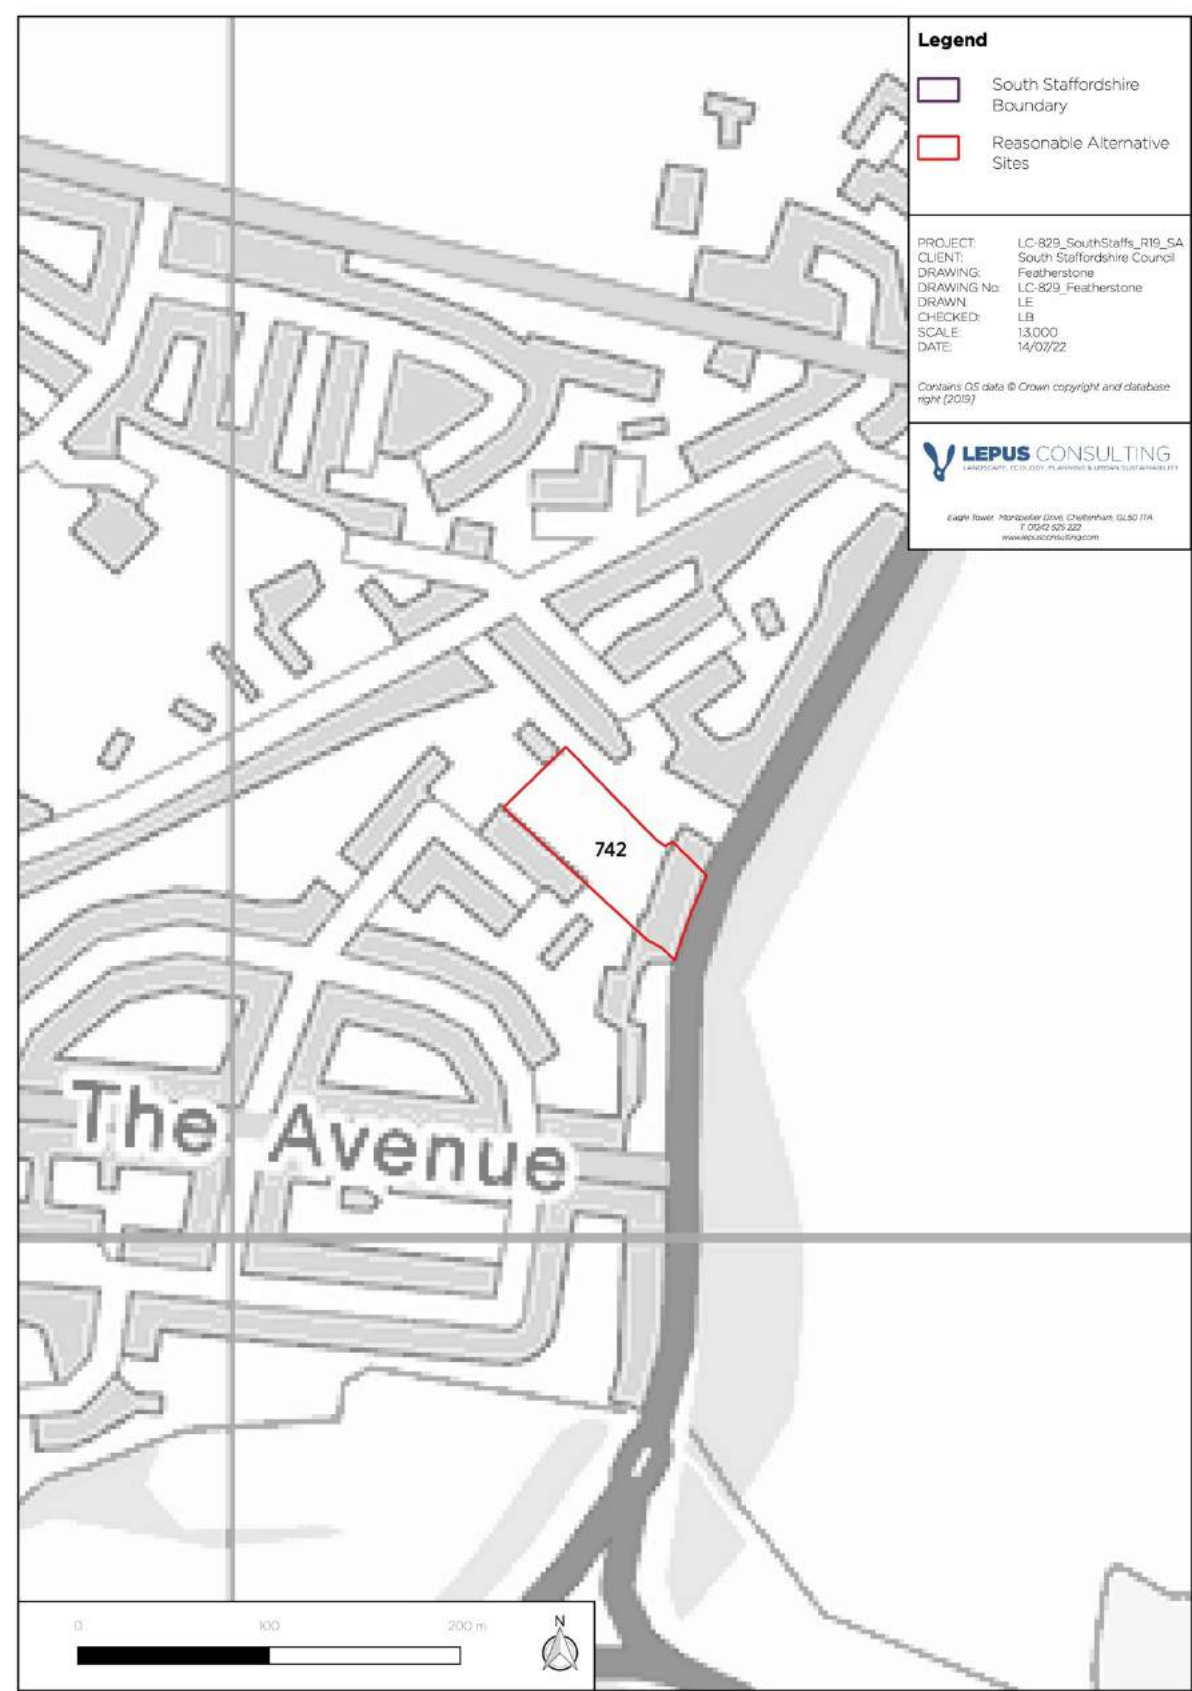 Legend
South Staffordshire
Boundary
Reasonable Alternative
Sites
PROJECT: LC-829_SouthStaffs_R19_SA
CLIENT: South Staffordshire Council
DRAWING: Featherstone
DRAWING No: LC-829_Featherstone
DRAWN: LE
CHECKED: LB
SCALE: 1:3,000
DATE: 14/07/22
Contains OS data © Crown copyright and database
right [2019]
LEPUS CONSULTING
LANDSCAPE, ECOLOGY, PLANNING & URBAN SUSTAINABILITY
Eagle Tower, Montpellier Drive, Cheltenham, GL50 1TA
T: 01242 525 222
www.lepusconsulting.com
742
The Avenue
0 100 200 m
N